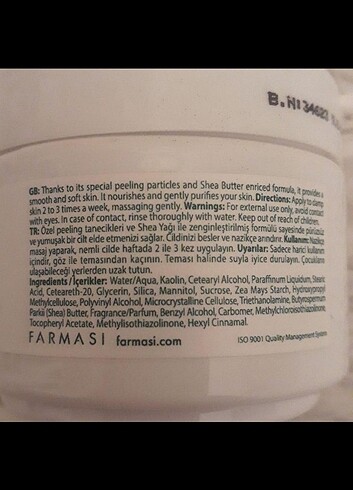 B.N:134623
GB: Thanks to its special peeling particles and Shea Butter enriced formula, it provides a
smooth and soft skin. It nourishes and gently purifies your skin. Directions: Apply to damp
skin 2 to 3 times a week, massaging gently. Warnings: For external use only, avoid contact
with eyes. In case of contact, rinse thoroughly with water. Keep out of reach of children.
TR: Özel peeling tanecikleri ve Shea Yağı ile zenginleştirilmiş formülü sayesinde pürüzsüz
ve yumuşak bir cilt elde etmenizi sağlar. Cildinizi besler ve nazikçe arındırır. Kullanım: Nazikçe
masaj yaparak, nemli cilde haftada 2 ile 3 kez uygulayın. Uyarılar: Sadece harici kullanım
içindir, göz ile temasından kaçının. Teması halinde suyla iyice durulayın. Çocukların
ulaşabileceği yerlerden uzak tutun.
Ingredients / İçerikler: Water/Aqua, Kaolin, Cetearyl Alcohol, Paraffinum Liquidum, Stearic
Acid, Ceteareth-20, Glyceryn, Silica, Mannitol, Sucrose, Zea Mays Starch, Hydroxypropyl
Methylcellulose, Polyvinyl Alcohol, Microcrystalline Cellulose, Triethanolamine, Butyrospermum
Parkii (Shea) Butter, Fragrance/Parfum, Benzyl Alcohol, Carbomer, Methylchloroisothiazolinone,
Tocopheryl Acetate, Methylisothiazolinone, Hexyl Cinnamal.
FARMASI farmasi.com ISO 9001 Quality Management Systems